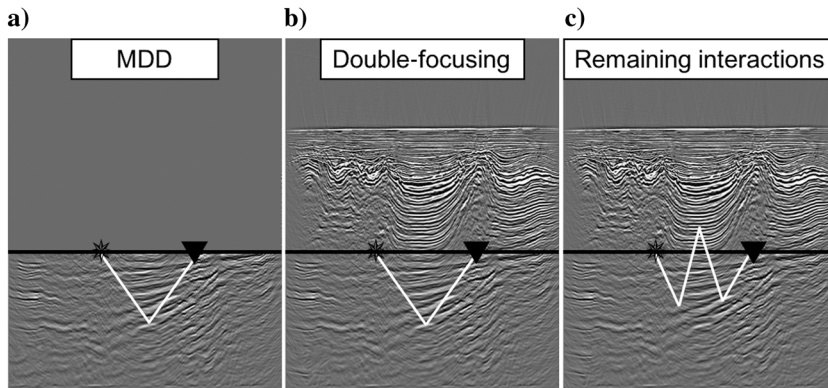 a)
MDD
b)
Double-focusing
c)
Remaining interactions